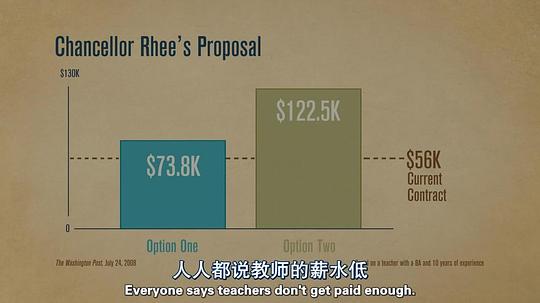 Chancellor Rhee's Proposal
$130K
$122.5K
$73.8K
$56K
Current
Contract
0
Option One
Option Two
The Washington Post, July 24, 2008
on a teacher with a BA and 10 years of experience
人人都说教师的薪水低
Everyone says teachers don't get paid enough.